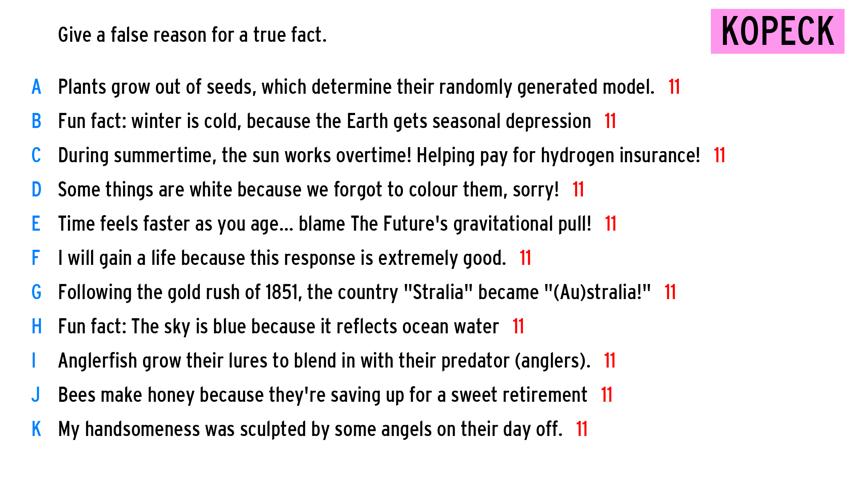 Give a false reason for a true fact.
KOPECK
A Plants grow out of seeds, which determine their randomly generated model. 11
B Fun fact: winter is cold, because the Earth gets seasonal depression 11
C During summertime, the sun works overtime! Helping pay for hydrogen insurance! 11
D Some things are white because we forgot to colour them, sorry! 11
E Time feels faster as you age... blame The Future's gravitational pull! 11
F I will gain a life because this response is extremely good. 11
G Following the gold rush of 1851, the country "Stralia" became "(Au)stralia!" 11
H Fun fact: The sky is blue because it reflects ocean water 11
I Anglerfish grow their lures to blend in with their predator (anglers). 11
J Bees make honey because they're saving up for a sweet retirement 11
K My handsomeness was sculpted by some angels on their day off. 11